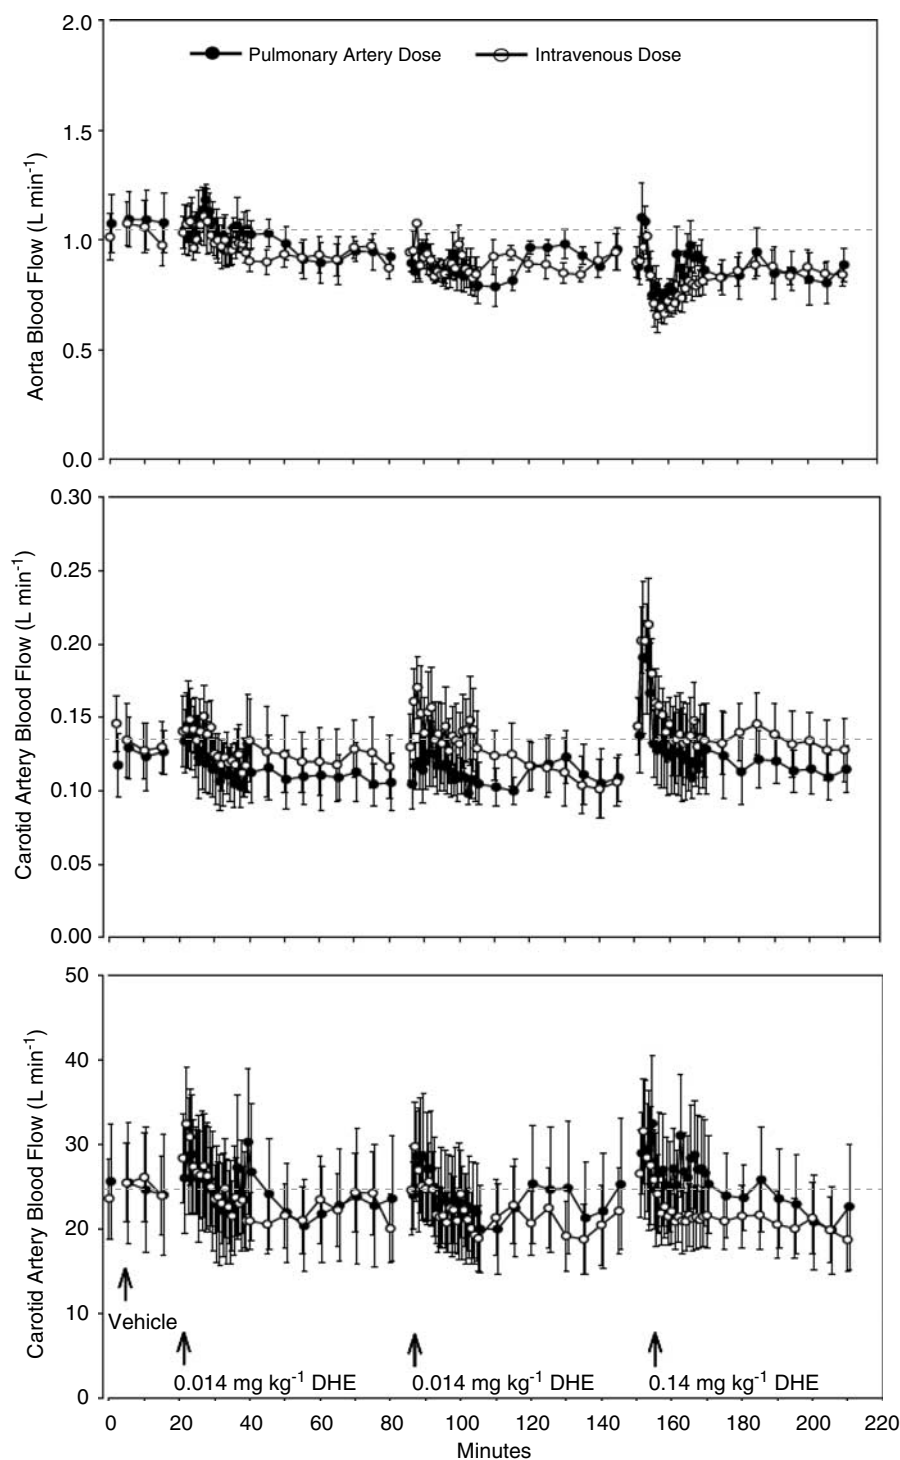 2.0
Pulmonary Artery Dose Intravenous Dose
1.5
1.0
0.5
0.0
Aorta Blood Flow (L min⁻¹)
0.30
0.25
0.20
0.15
0.10
0.05
0.00
Carotid Artery Blood Flow (L min⁻¹)
50
40
30
20
10
0
Carotid Artery Blood Flow (L min⁻¹)
Vehicle
0.014 mg kg⁻¹ DHE 0.014 mg kg⁻¹ DHE 0.14 mg kg⁻¹ DHE
0 20 40 60 80 100 120 140 160 180 200 220
Minutes